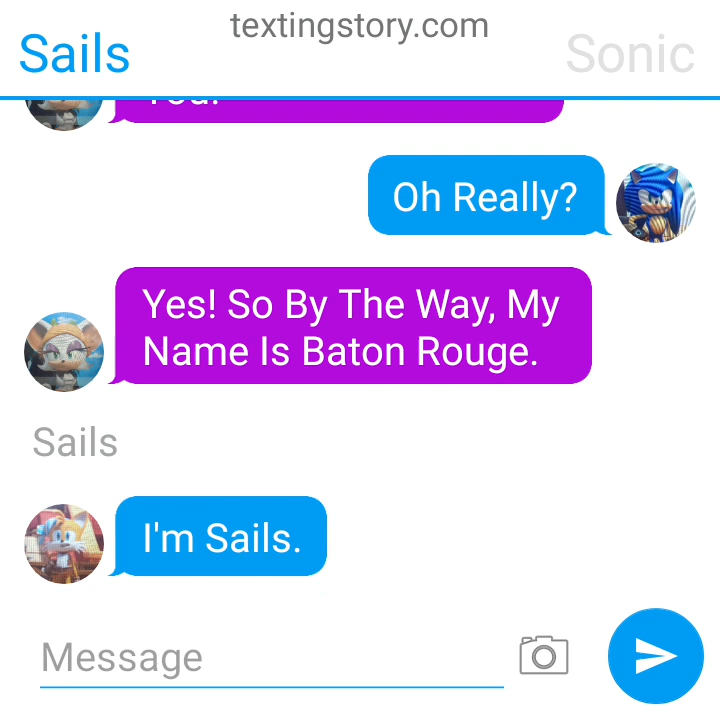 textingstory.com
Sails
Sonic
You!
Oh Really?
Yes! So By The Way, My
Name Is Baton Rouge.
Sails
I'm Sails.
Message